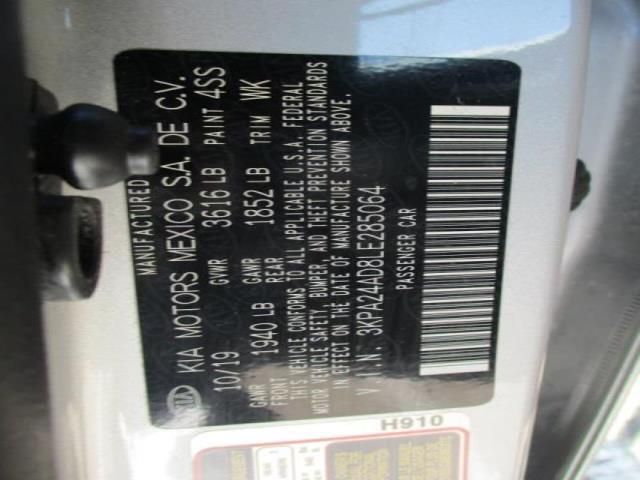 MANUFACTURED
KIA KIA MOTORS MEXICO S.A. DE C.V.
10/19 GVWR 3616 LB PAINT 4SS
GAWR FRONT 1940 LB GAWR REAR 1852 LB TRIM WK
THIS VEHICLE CONFORMS TO ALL APPLICABLE U.S.A. FEDERAL
MOTOR VEHICLE SAFETY, BUMPER, AND THEFT PREVENTION STANDARDS
IN EFFECT ON THE DATE OF MANUFACTURE SHOWN ABOVE.
V.I.N: 3KPA24AD8LE285064
PASSENGER CAR
H910